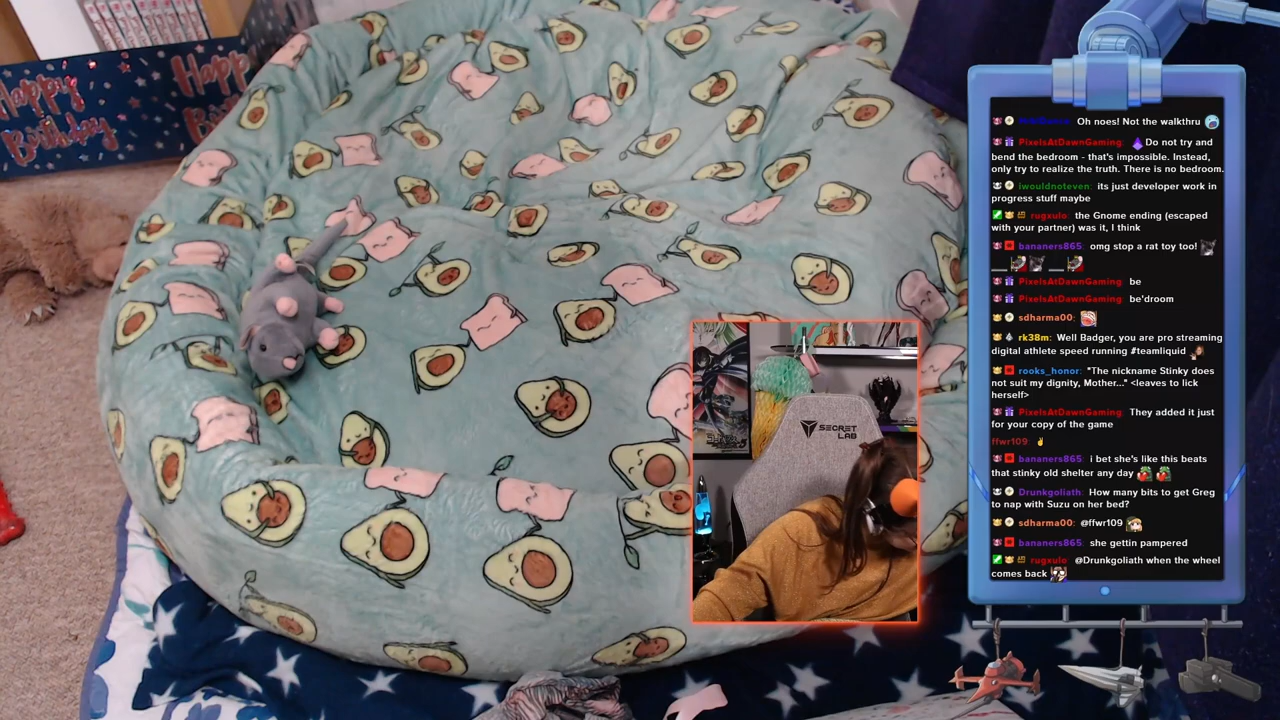 Happy
Birthday
Happy
SECRET
LAB
Oh noes! Not the walkthru
PixelsAtDawnGaming: Do not try and
bend the bedroom - that's impossible. Instead,
only try to realize the truth. There is no bedroom.
iwouldnoteven: its just developer work in
progress stuff maybe
rugxulo: the Gnome ending (escaped
with your partner) was it, I think
bananers865: omg stop a rat toy too!
PixelsAtDawnGaming: be
PixelsAtDawnGaming: be'droom
sdharma00:
rk38m: Well Badger, you are pro streaming
digital athlete speed running #teamliquid
rooks_honor: "The nickname Stinky does
not suit my dignity, Mother..." <leaves to lick
herself>
PixelsAtDawnGaming: They added it just
for your copy of the game
ffwr109:
bananers865: i bet she's like this beats
that stinky old shelter any day
Drunkgoliath: How many bits to get Greg
to nap with Suzu on her bed?
sdharma00: @ffwr109
bananers865: she gettin pampered
rugxulo: @Drunkgoliath when the wheel
comes back